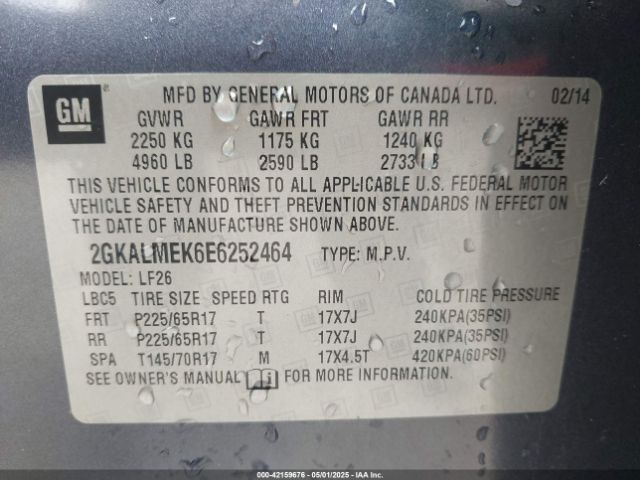 GM MFD BY GENERAL MOTORS OF CANADA LTD. 02/14
GVWR GAWR FRT GAWR RR
2250 KG 1175 KG 1240 KG
4960 LB 2590 LB 2733 LB
THIS VEHICLE CONFORMS TO ALL APPLICABLE U.S. FEDERAL MOTOR
VEHICLE SAFETY AND THEFT PREVENTION STANDARDS IN EFFECT ON
THE DATE OF MANUFACTURE SHOWN ABOVE.
2GKALMEK6E6252464 TYPE: M.P.V.
MODEL: LF26
LBC5 TIRE SIZE SPEED RTG RIM COLD TIRE PRESSURE
FRT P225/65R17 T 17X7J 240KPA(35PSI)
RR P225/65R17 T 17X7J 240KPA(35PSI)
SPA T145/70R17 M 17X4.5T 420KPA(60PSI)
SEE OWNER'S MANUAL FOR MORE INFORMATION.
000-42159676 05/01/2025 IAAI.com